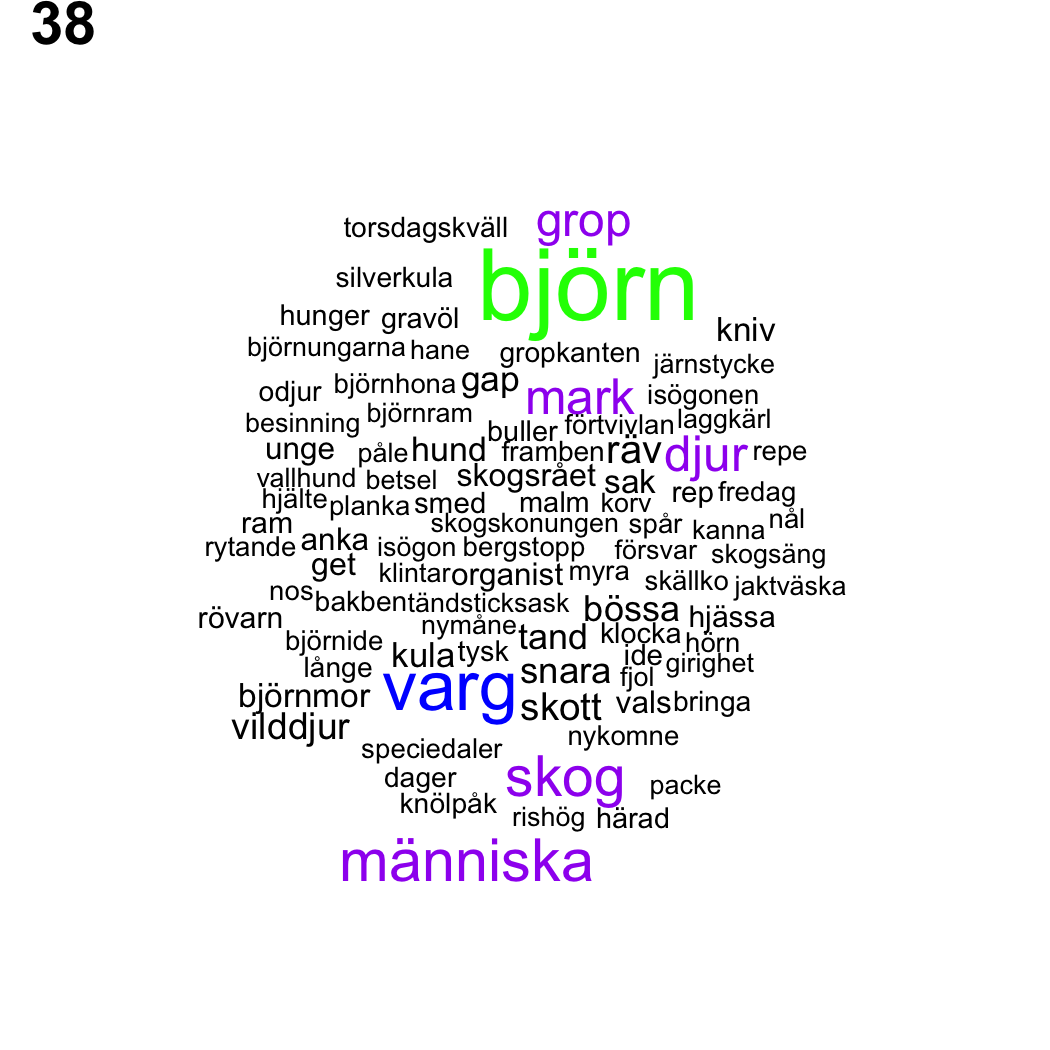 38
torsdagskväll grop
silverkula björn
hunger gravöl kniv
björnungarna hane gropkanten järnstycke
odjur björnhona gap mark isögonen
besinning björnram buller förtvivlan laggkärl
unge påle hund framben räv djur repe
vallhund betsel skogsrået sak rep fredag
hjälte planka smed malm korv
ram skogskonungen spår kanna nål
rytande anka isögon bergstopp försvar skogsäng
get klintar organist myra skällko jaktväska
nos bakben tändsticksask bössa hjässa
rövarn nymåne tand klocka hörn
björnide kula tysk ide girighet
långe varg snara fjol
björnmor skott vals bringa
vilddjur nykomne
speciedaler skog
dager packe
knölpåk rishög härad
människa